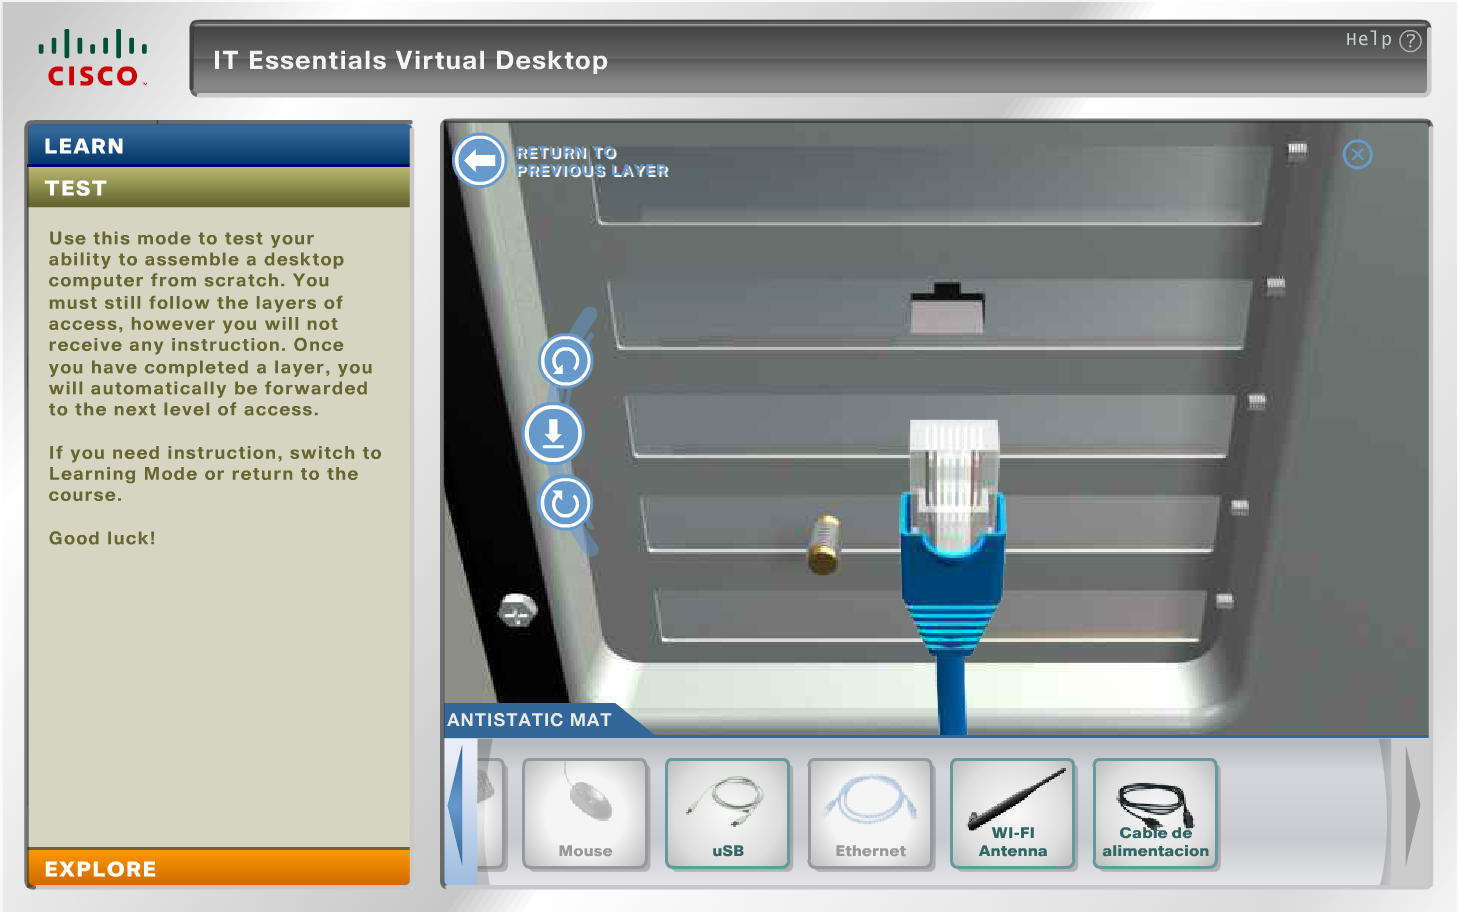 CISCO
IT Essentials Virtual Desktop
Help ?
LEARN
TEST
Use this mode to test your
ability to assemble a desktop
computer from scratch. You
must still follow the layers of
access, however you will not
receive any instruction. Once
you have completed a layer, you
will automatically be forwarded
to the next level of access.
If you need instruction, switch to
Learning Mode or return to the
course.
Good luck!
EXPLORE
RETURN TO
PREVIOUS LAYER
ANTISTATIC MAT
Mouse
uSB
Ethernet
WI-FI
Antenna
Cable de
alimentacion